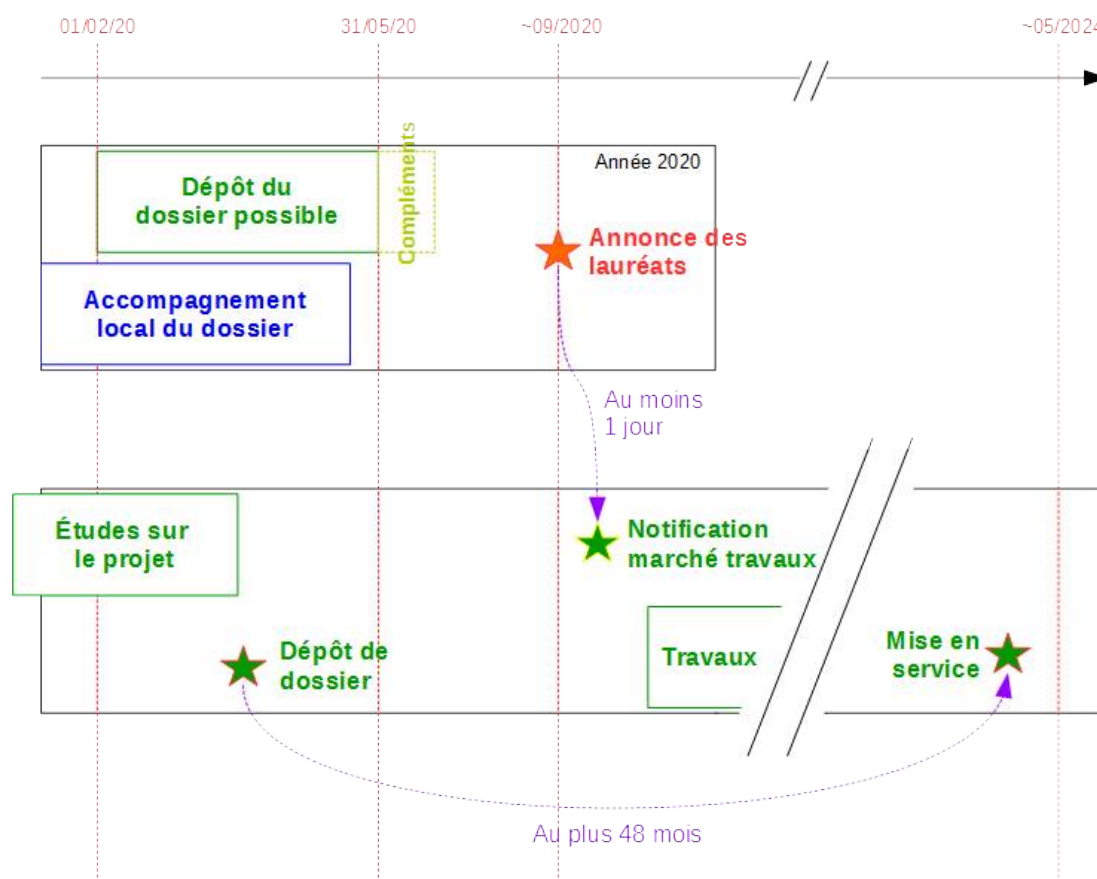 01/02/20
31/05/20
~09/2020
~05/2024
Année 2020
Dépôt du
dossier possible
Compléments
Annonce des
lauréats
Accompagnement
local du dossier
Au moins
1 jour
Études sur
le projet
Notification
marché travaux
Dépôt de
dossier
Travaux
Mise en
service
Au plus 48 mois